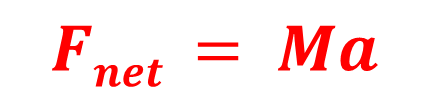 F_net = Ma